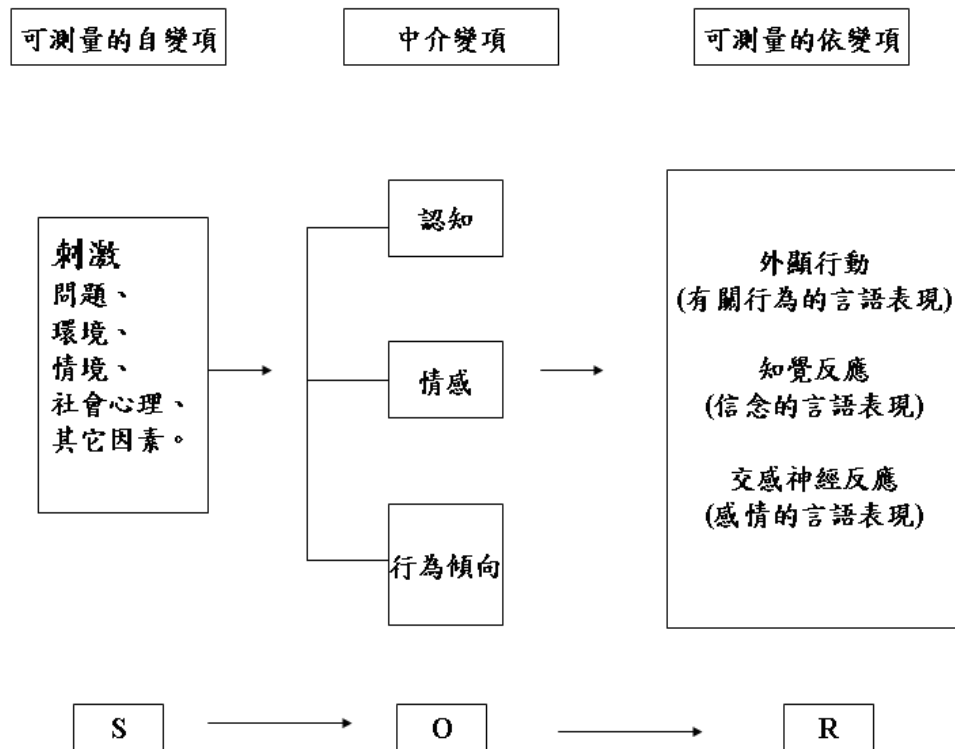 可測量的自變項
中介變項
可測量的依變項
刺激
問題、
環境、
情境、
社會心理、
其它因素。
認知
情感
行為傾向
外顯行動
(有關行為的言語表現)
知覺反應
(信念的言語表現)
交感神經反應
(感情的言語表現)
S
O
R